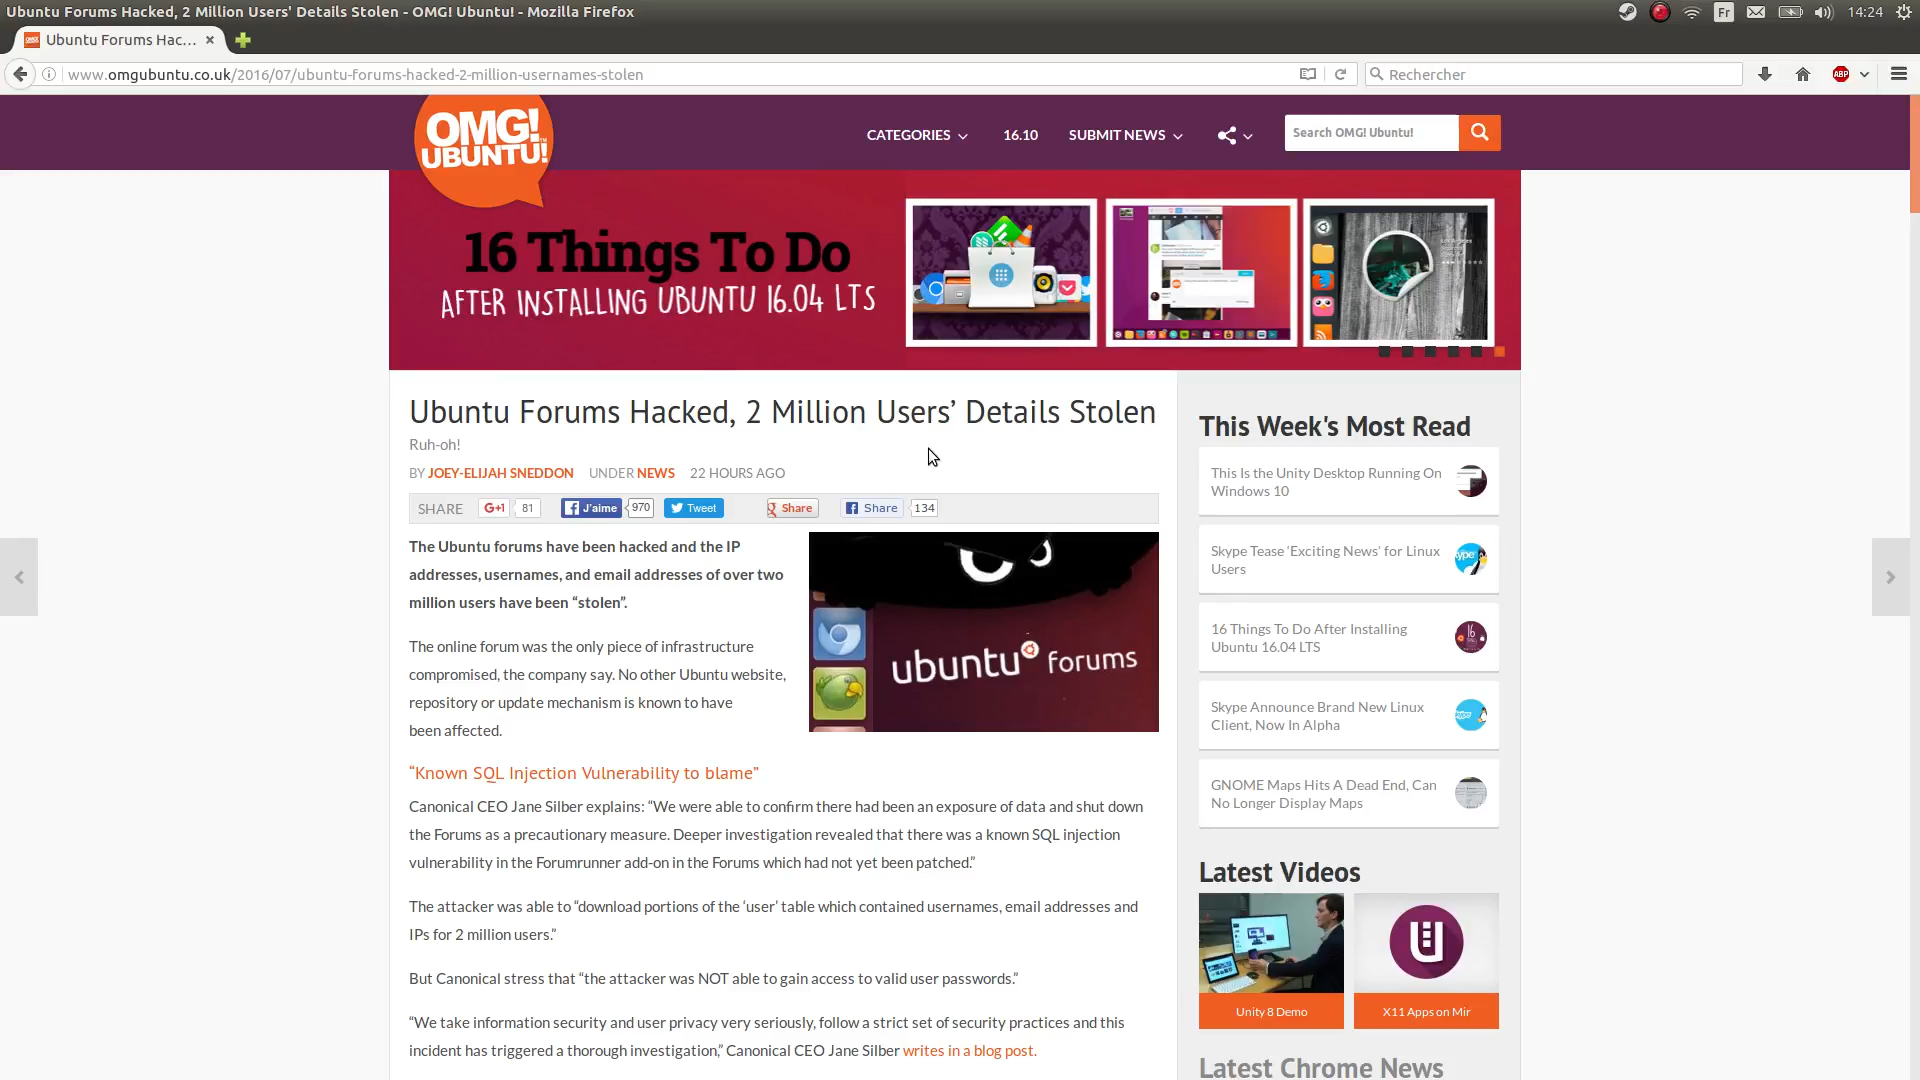 Ubuntu Forums Hacked, 2 Million Users' Details Stolen - OMG! Ubuntu! - Mozilla Firefox
Fr
14:24
Ubuntu Forums Hac...
www.omgubuntu.co.uk/2016/07/ubuntu-forums-hacked-2-million-usernames-stolen
Rechercher
ABP
OMG!
UBUNTU!
CATEGORIES
16.10
SUBMIT NEWS
Search OMG! Ubuntu!
16 Things To Do
AFTER INSTALLING UBUNTU 16.04 LTS
Ubuntu Forums Hacked, 2 Million Users’ Details Stolen
Ruh-oh!
BY JOEY-ELIJAH SNEDDON UNDER NEWS 22 HOURS AGO
SHARE G+1 81 J'aime 970 Tweet Share Share 134
The Ubuntu forums have been hacked and the IP
addresses, usernames, and email addresses of over two
million users have been “stolen”.
ubuntu forums
The online forum was the only piece of infrastructure
compromised, the company say. No other Ubuntu website,
repository or update mechanism is known to have
been affected.
“Known SQL Injection Vulnerability to blame”
Canonical CEO Jane Silber explains: “We were able to confirm there had been an exposure of data and shut down
the Forums as a precautionary measure. Deeper investigation revealed that there was a known SQL injection
vulnerability in the Forumrunner add-on in the Forums which had not yet been patched.”
The attacker was able to “download portions of the ‘user’ table which contained usernames, email addresses and
IPs for 2 million users.”
But Canonical stress that “the attacker was NOT able to gain access to valid user passwords.”
“We take information security and user privacy very seriously, follow a strict set of security practices and this
incident has triggered a thorough investigation,” Canonical CEO Jane Silber writes in a blog post.
This Week's Most Read
This Is the Unity Desktop Running On
Windows 10
Skype Tease ‘Exciting News’ for Linux
Users
16 Things To Do After Installing
Ubuntu 16.04 LTS
Skype Announce Brand New Linux
Client, Now In Alpha
GNOME Maps Hits A Dead End, Can
No Longer Display Maps
Latest Videos
Unity 8 Demo
X11 Apps on Mir
Latest Chrome News